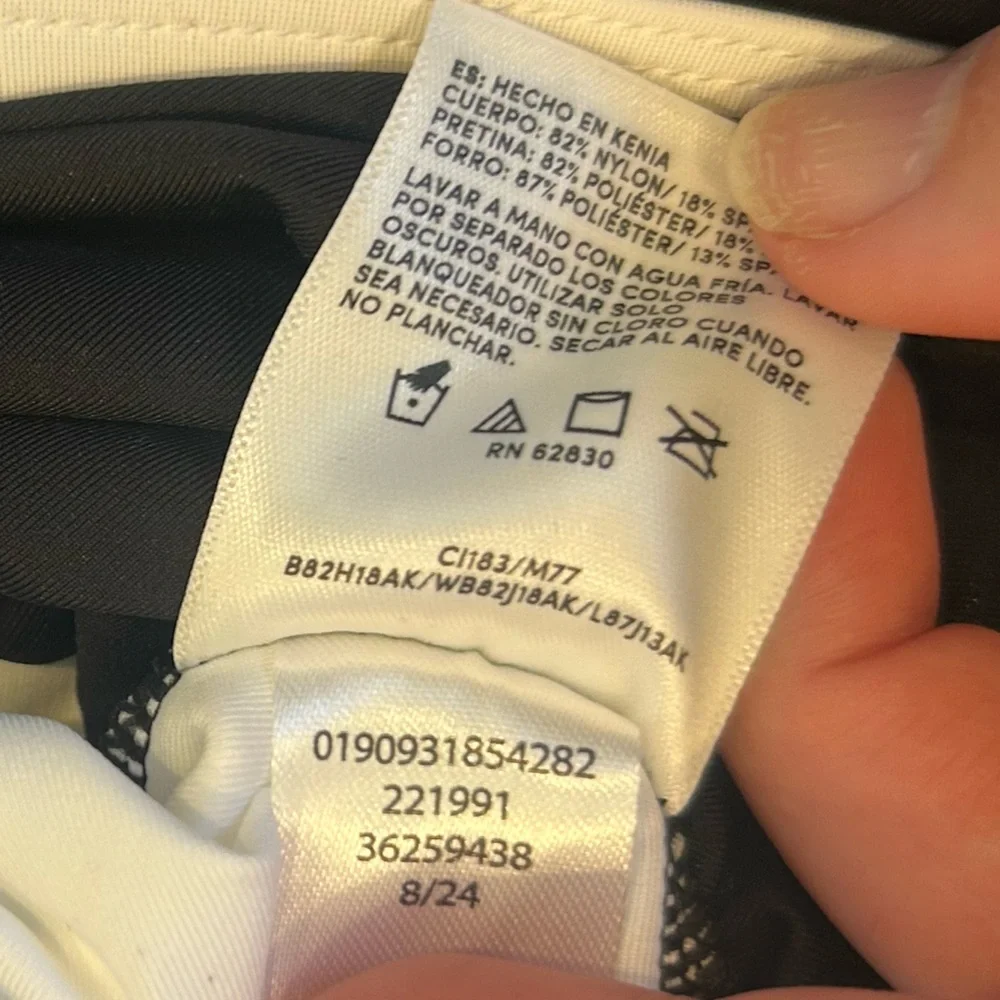 ES: HECHO EN KENIA
CUERPO: 82% NYLON/ 18% SP
PRETINA: 82% POLIÉSTER/ 18%
FORRO: 87% POLIÉSTER/ 13% SPA
LAVAR A MANO CON AGUA FRÍA. LAVAR
POR SEPARADO LOS COLORES
OSCUROS. UTILIZAR SOLO
BLANQUEADOR SIN CLORO CUANDO
SEA NECESARIO. SECAR AL AIRE LIBRE.
NO PLANCHAR.
RN 62830
CI183/M77
B82H18AK/WB82J18AK/L87J13AK
0190931854282
221991
36259438
8/24